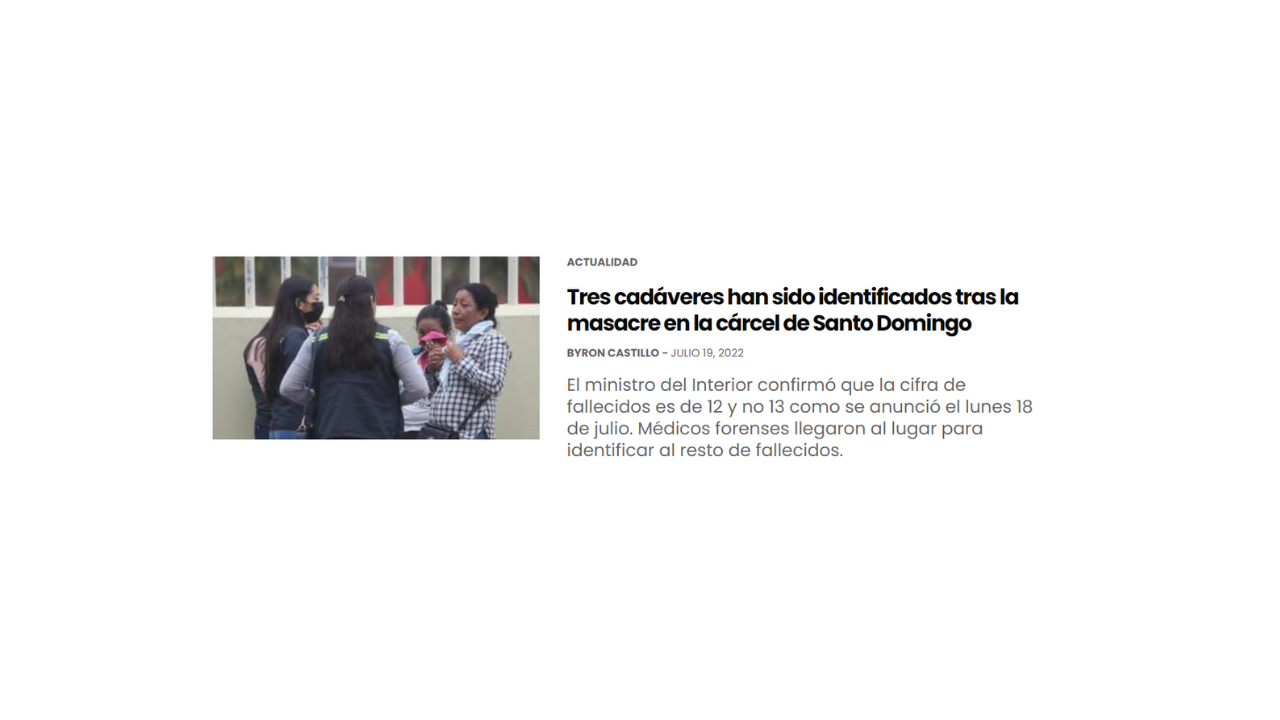 ACTUALIDAD
Tres cadáveres han sido identificados tras la
masacre en la cárcel de Santo Domingo
BYRON CASTILLO - JULIO 19, 2022
El ministro del Interior confirmó que la cifra de
fallecidos es de 12 y no 13 como se anunció el lunes 18
de julio. Médicos forenses llegaron al lugar para
identificar al resto de fallecidos.